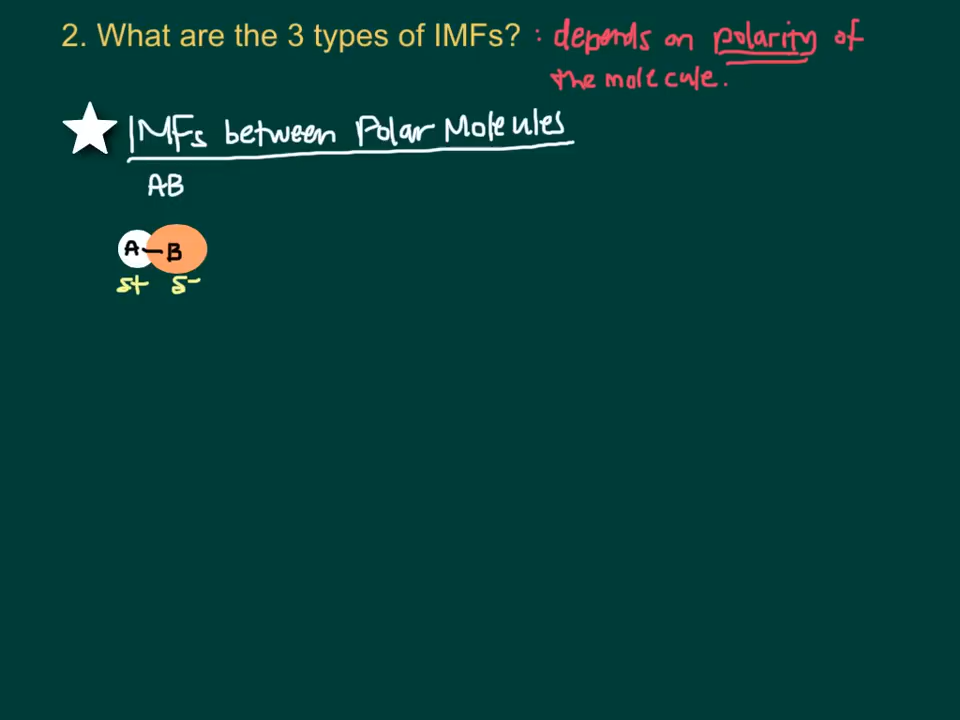 2. What are the 3 types of IMFs? : depends on polarity of
the molecule.
IMFs between Polar Molecules
AB
A-B
δ+ δ-